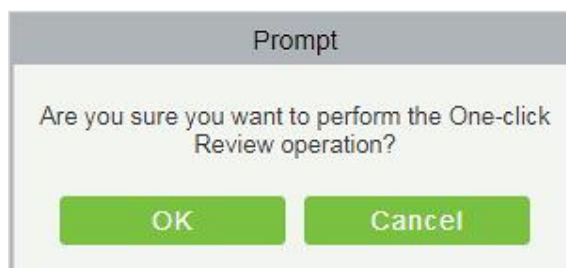 Prompt
Are you sure you want to perform the One-click
Review operation?
OK
Cancel